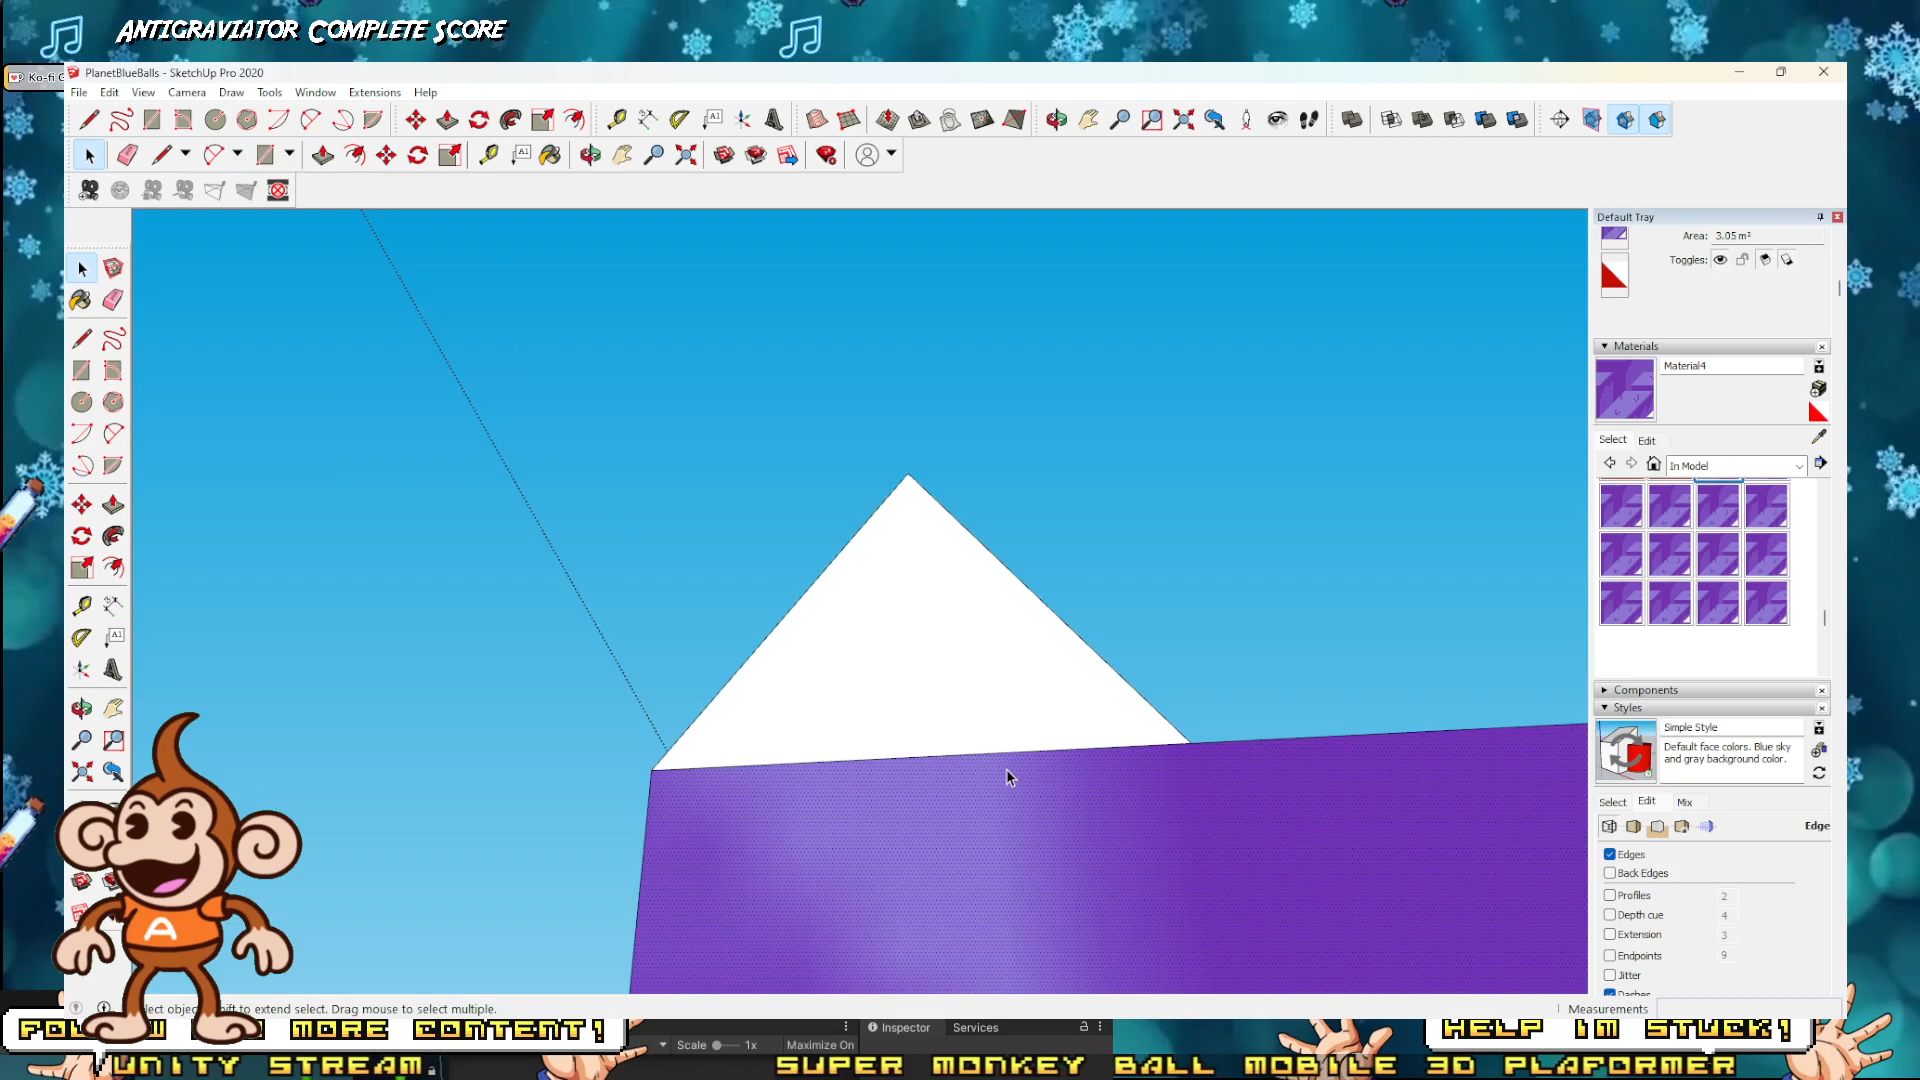 Antigraviator Complete Score
Ko-fi
PlanetBlueBalls - SketchUp Pro 2020
File Edit View Camera Draw Tools Window Extensions Help
Default Tray
Area: 3.05 m²
Toggles:
Materials
Material4
Select Edit
In Model
Components
Styles
Simple Style
Default face colors. Blue sky
and gray background color.
Select Edit Mix
Edge
Edges
Back Edges
Profiles 2
Depth cue 4
Extension 3
Endpoints 9
Jitter
Dashes
A
to extend select. Drag mouse to select multiple.
Measurements
MORE CONTENT!
Inspector Services
HELP I'M STUCK!
Scale 1x Maximize On
UNITY STREAM
SUPER MONKEY BALL MOBILE 3D PLAFORMER